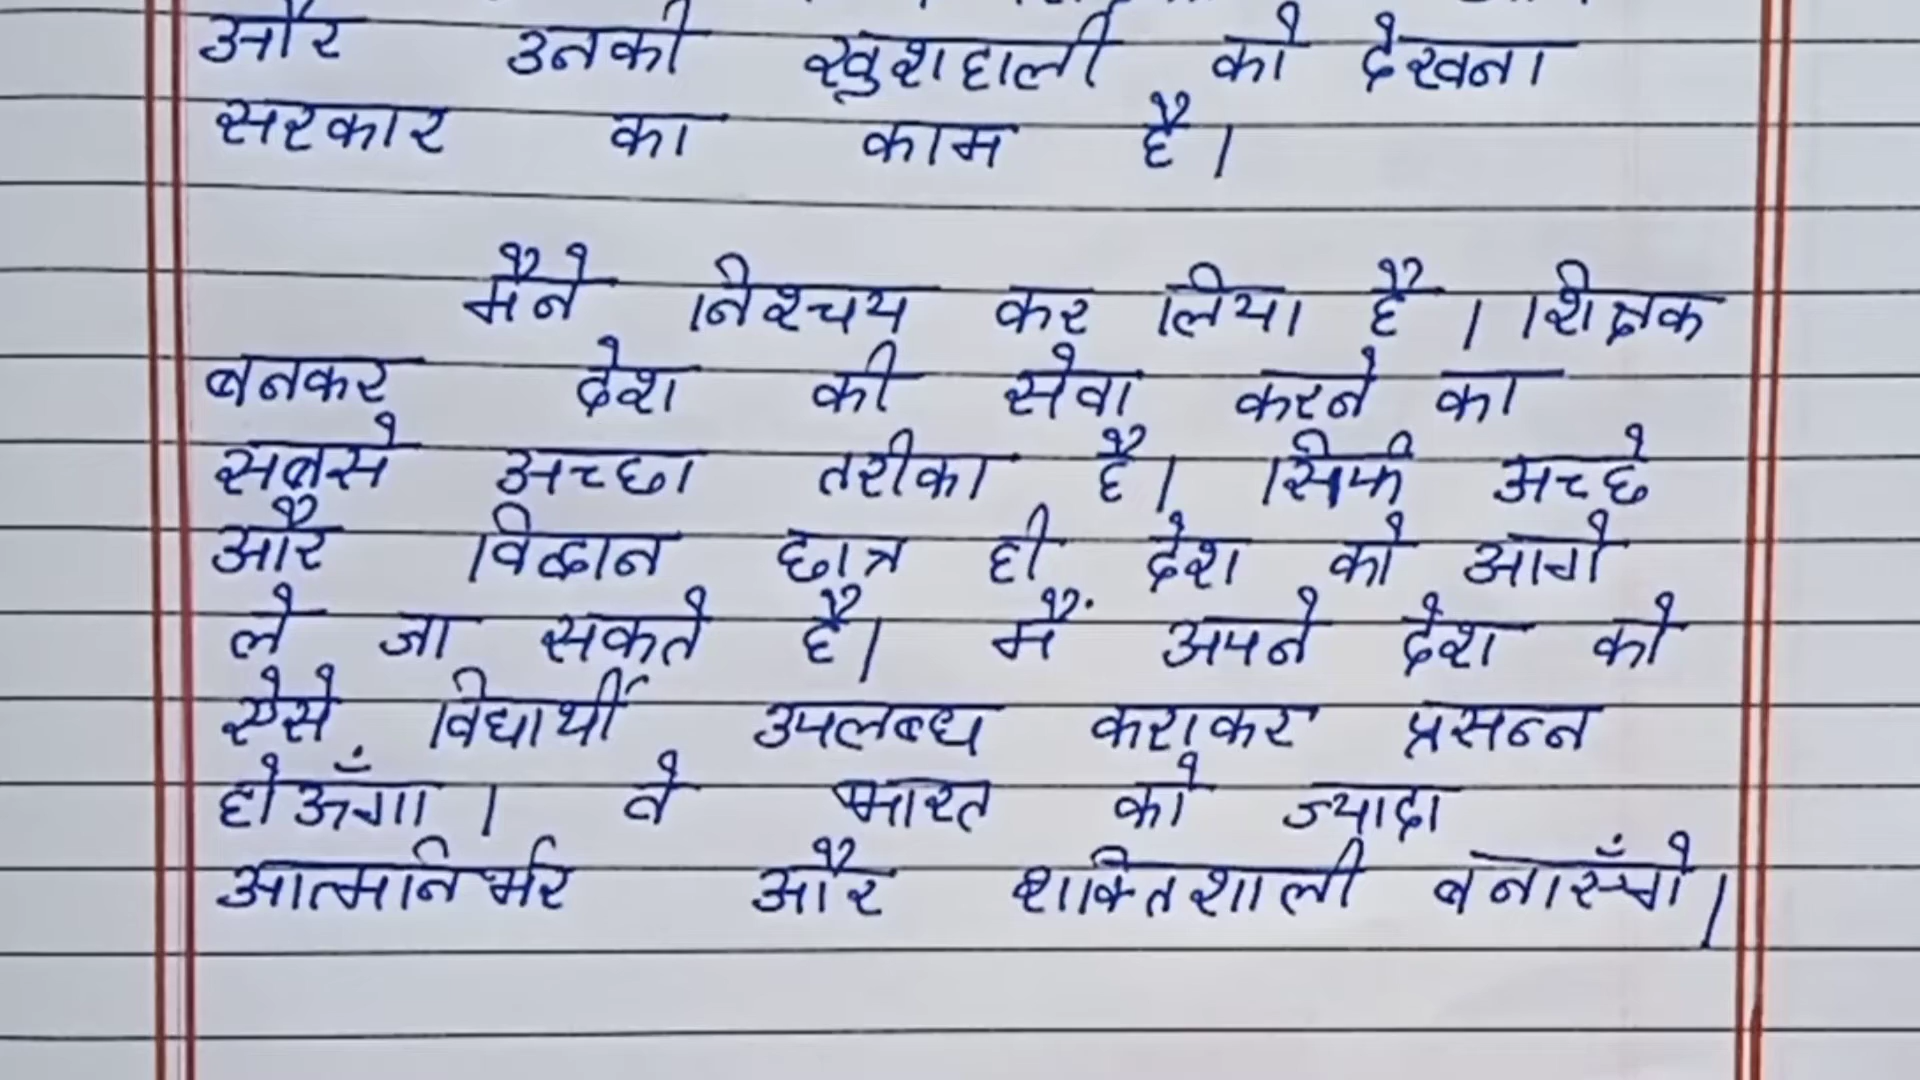 और उनकी खुशहाली को देखना
सरकार का काम है।
मैने निश्चय कर लिया है। शिक्षक
बनकर देश की सेवा करने का
सबसे अच्छा तरीका है। सिर्फ अच्छे
और विद्वान छात्र ही देश को आगे
ले जा सकते है। मैं अपने देश को
ऐसे विद्यार्थी उपलब्ध कराकर प्रसन्न
होऊँगा। वे भारत को ज्यादा
आत्मनिर्भर और शक्तिशाली बनाएँगे।